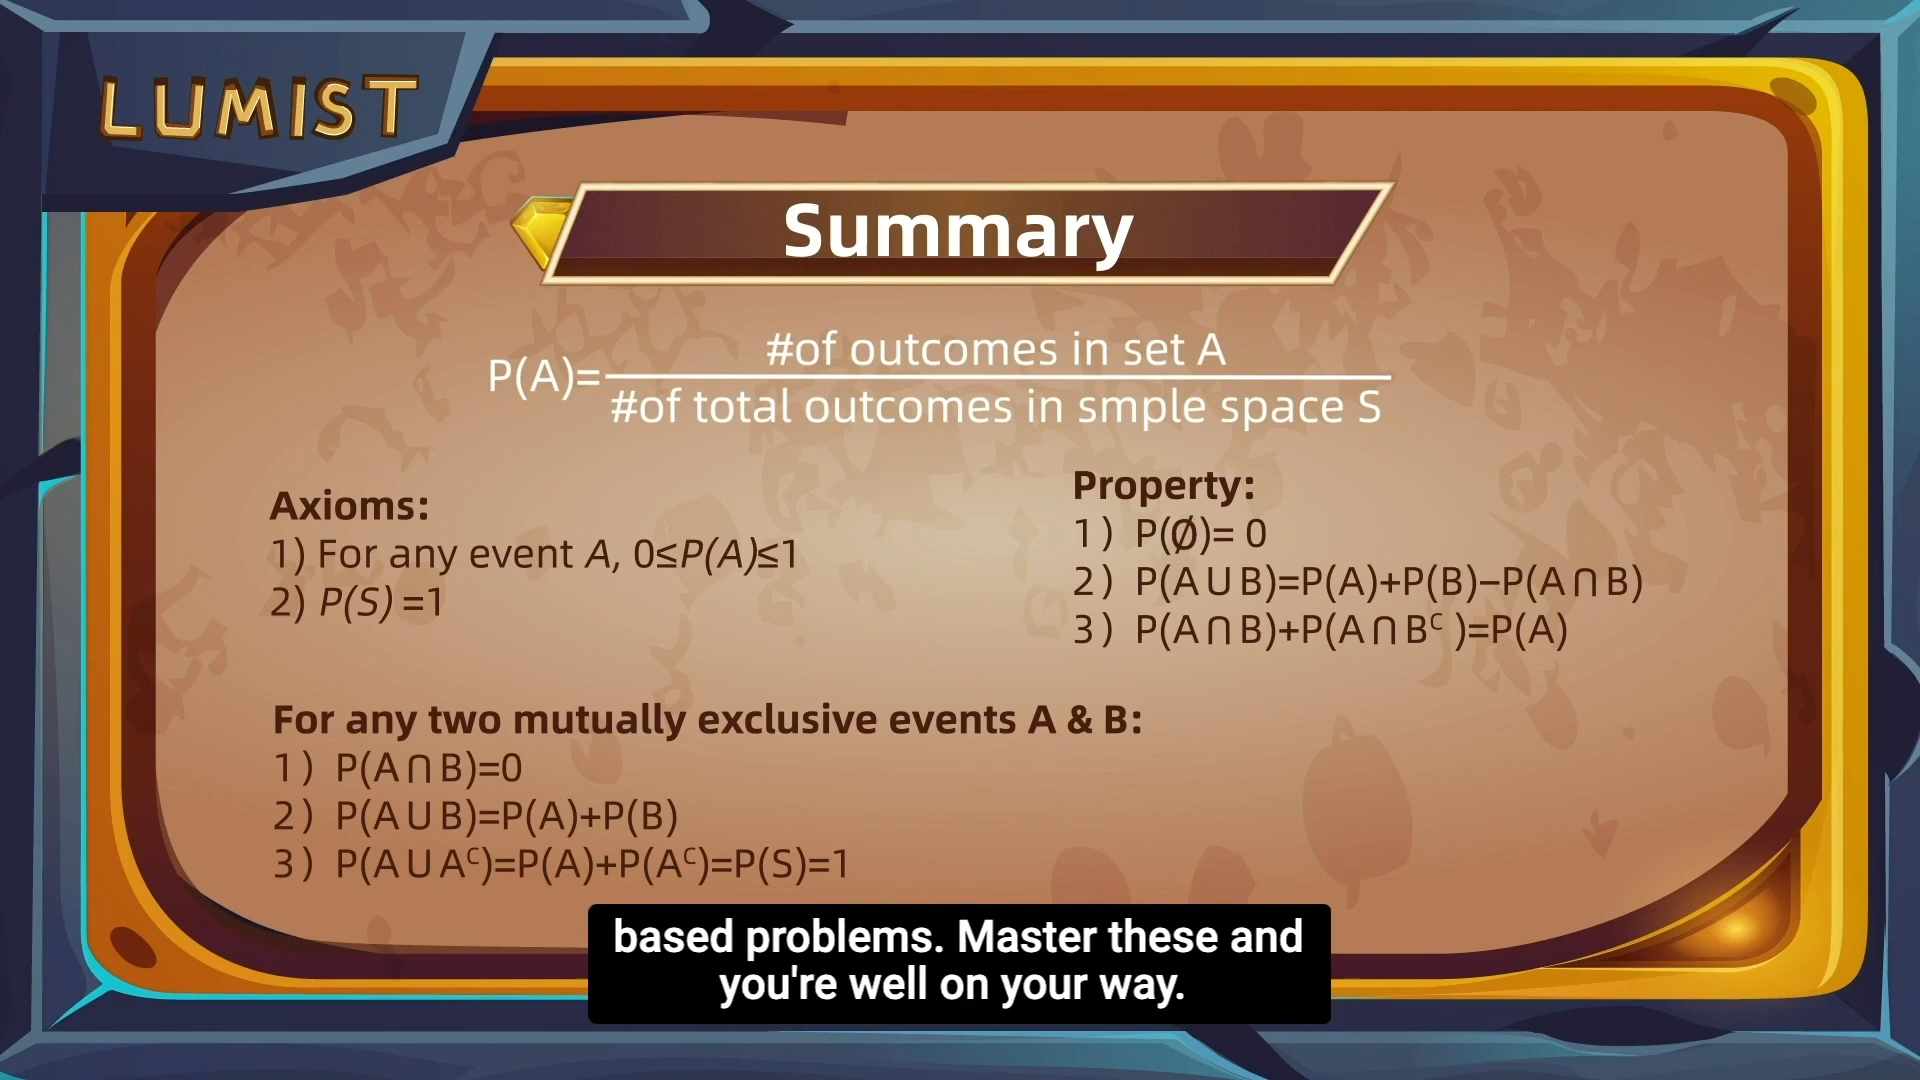 LUMIST
Summary
P(A)=
#of outcomes in set A
#of total outcomes in smple space S
Axioms:
1) For any event A, 0≤P(A)≤1
2) P(S) =1
Property:
1) P(Ø)= 0
2) P(A∪B)=P(A)+P(B)−P(A∩B)
3) P(A∩B)+P(A∩Bᶜ )=P(A)
For any two mutually exclusive events A & B:
1) P(A∩B)=0
2) P(A∪B)=P(A)+P(B)
3) P(A∪Aᶜ)=P(A)+P(Aᶜ)=P(S)=1
based problems. Master these and
you're well on your way.